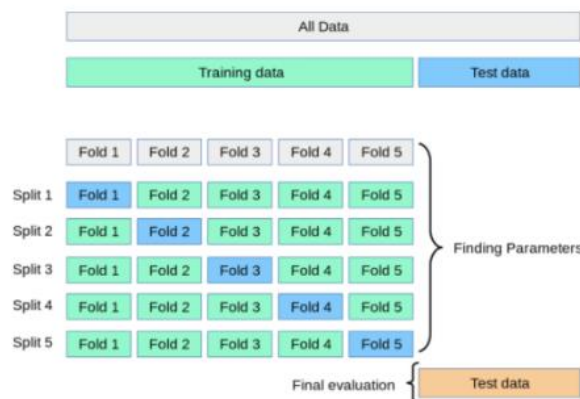 All Data
Training data Test data
Fold 1 Fold 2 Fold 3 Fold 4 Fold 5
Split 1 Fold 1 Fold 2 Fold 3 Fold 4 Fold 5
Split 2 Fold 1 Fold 2 Fold 3 Fold 4 Fold 5
Finding Parameters
Split 3 Fold 1 Fold 2 Fold 3 Fold 4 Fold 5
Split 4 Fold 1 Fold 2 Fold 3 Fold 4 Fold 5
Split 5 Fold 1 Fold 2 Fold 3 Fold 4 Fold 5
Final evaluation Test data